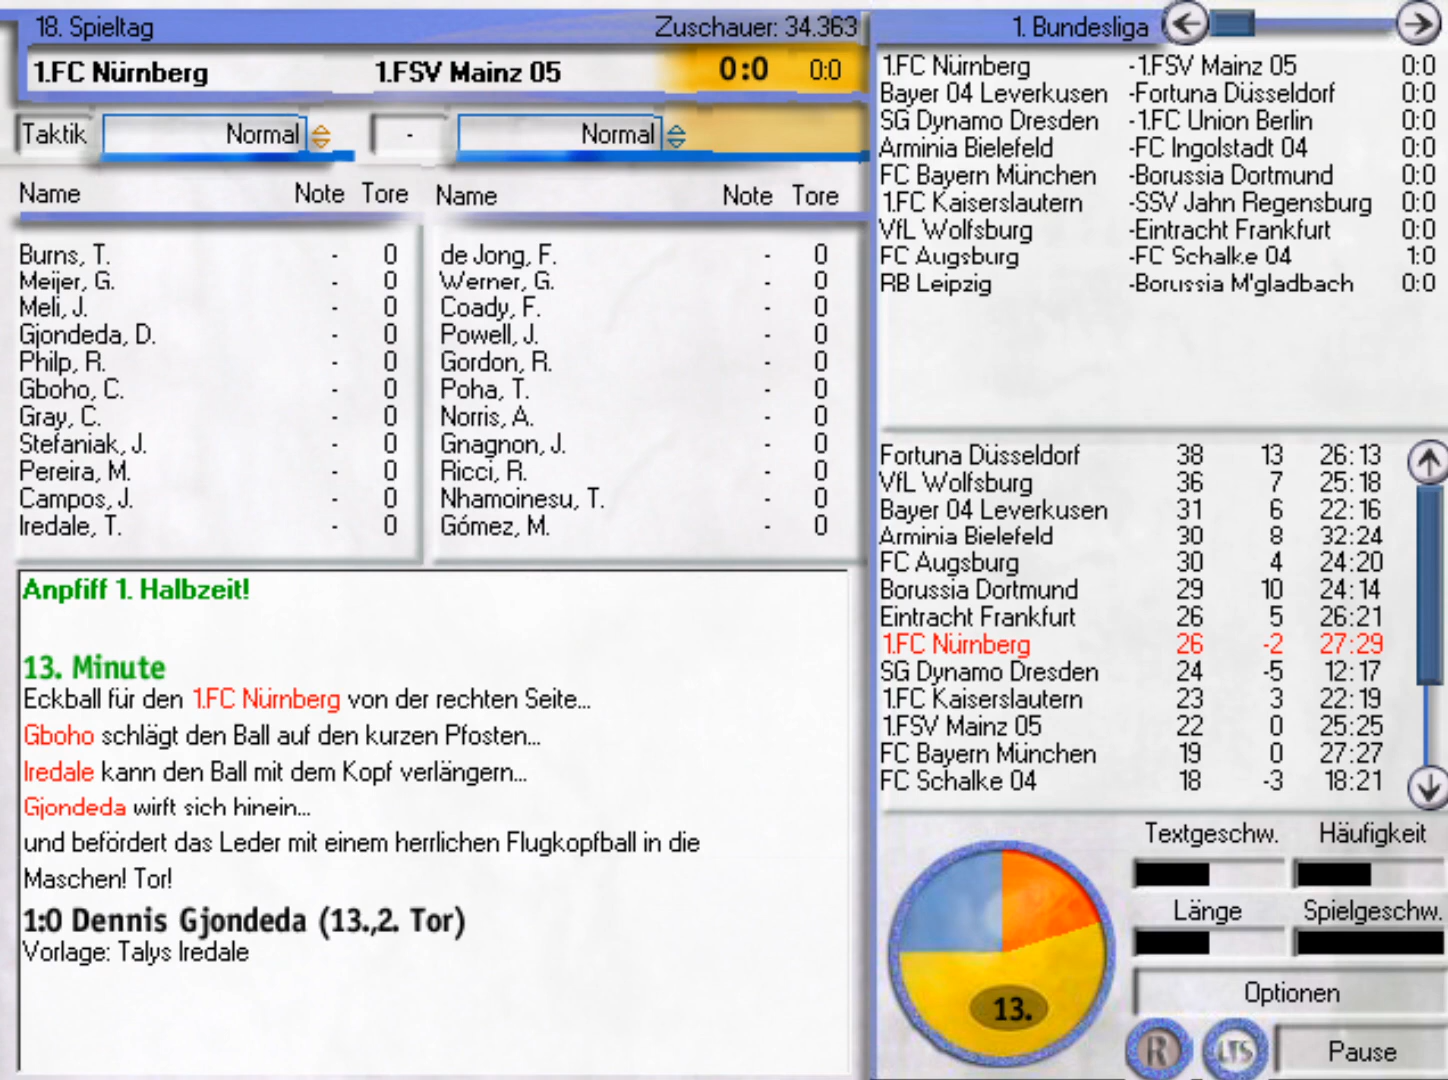 18. Spieltag Zuschauer: 34.363
1.FC Nürnberg 1.FSV Mainz 05 0:0 0:0
Taktik Normal - Normal
Name Note Tore Name Note Tore
Burns, T. - 0 de Jong, F. - 0
Meijer, G. - 0 Werner, G. - 0
Meli, J. - 0 Coady, F. - 0
Gjondeda, D. - 0 Powell, J. - 0
Philp, R. - 0 Gordon, R. - 0
Gboho, C. - 0 Poha, T. - 0
Gray, C. - 0 Norris, A. - 0
Stefaniak, J. - 0 Gnagnon, J. - 0
Pereira, M. - 0 Ricci, R. - 0
Campos, J. - 0 Nhamoinesu, T. - 0
Iredale, T. - 0 Gómez, M. - 0
Anpfiff 1. Halbzeit!
13. Minute
Eckball für den 1.FC Nürnberg von der rechten Seite...
Gboho schlägt den Ball auf den kurzen Pfosten...
Iredale kann den Ball mit dem Kopf verlängern...
Gjondeda wirft sich hinein...
und befördert das Leder mit einem herrlichen Flugkopfball in die
Maschen! Tor!
1:0 Dennis Gjondeda (13.,2. Tor)
Vorlage: Talys Iredale
1. Bundesliga
1.FC Nürnberg -1.FSV Mainz 05 0:0
Bayer 04 Leverkusen -Fortuna Düsseldorf 0:0
SG Dynamo Dresden -1.FC Union Berlin 0:0
Arminia Bielefeld -FC Ingolstadt 04 0:0
FC Bayern München -Borussia Dortmund 0:0
1.FC Kaiserslautern -SSV Jahn Regensburg 0:0
VfL Wolfsburg -Eintracht Frankfurt 0:0
FC Augsburg -FC Schalke 04 1:0
RB Leipzig -Borussia M'gladbach 0:0
Fortuna Düsseldorf 38 13 26:13
VfL Wolfsburg 36 7 25:18
Bayer 04 Leverkusen 31 6 22:16
Arminia Bielefeld 30 8 32:24
FC Augsburg 30 4 24:20
Borussia Dortmund 29 10 24:14
Eintracht Frankfurt 26 5 26:21
1.FC Nürnberg 26 -2 27:29
SG Dynamo Dresden 24 -5 12:17
1.FC Kaiserslautern 23 3 22:19
1.FSV Mainz 05 22 0 25:25
FC Bayern München 19 0 27:27
FC Schalke 04 18 -3 18:21
Textgeschw. Häufigkeit
Länge Spielgeschw.
13.
Optionen
R LTS Pause